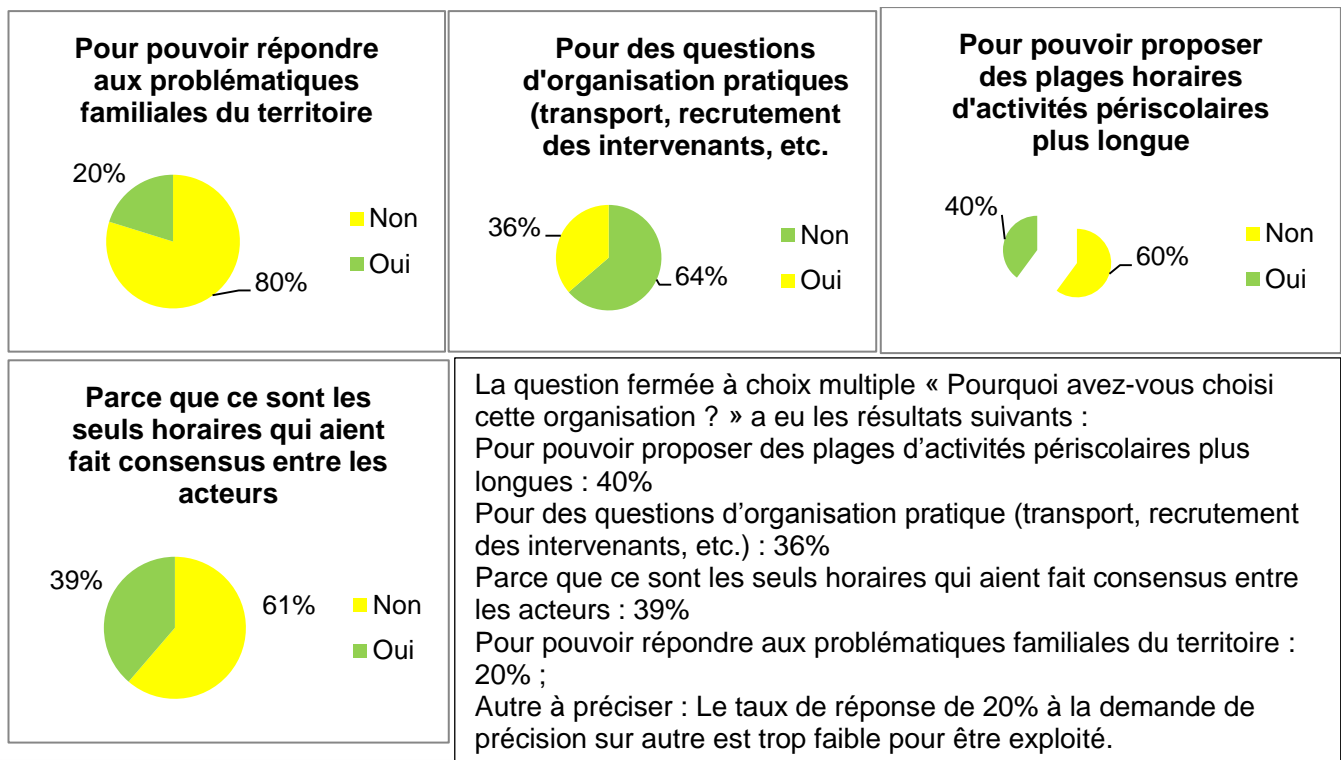 Pour pouvoir répondre
aux problématiques
familiales du territoire
20%
80%
Non
Oui
Pour des questions
d'organisation pratiques
(transport, recrutement
des intervenants, etc.
36%
64%
Non
Oui
Pour pouvoir proposer
des plages horaires
d'activités périscolaires
plus longue
40%
60%
Non
Oui
Parce que ce sont les
seuls horaires qui aient
fait consensus entre les
acteurs
39%
61%
Non
Oui
La question fermée à choix multiple « Pourquoi avez-vous choisi
cette organisation ? » a eu les résultats suivants :
Pour pouvoir proposer des plages d’activités périscolaires plus
longues : 40%
Pour des questions d’organisation pratique (transport, recrutement
des intervenants, etc.) : 36%
Parce que ce sont les seuls horaires qui aient fait consensus entre
les acteurs : 39%
Pour pouvoir répondre aux problématiques familiales du territoire :
20% ;
Autre à préciser : Le taux de réponse de 20% à la demande de
précision sur autre est trop faible pour être exploité.